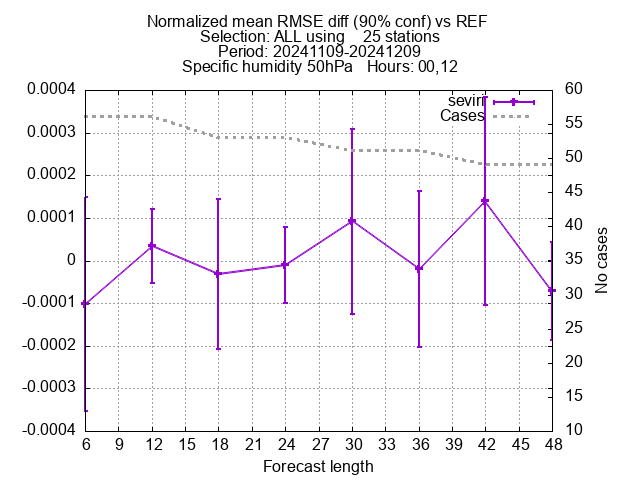 Normalized mean RMSE diff (90% conf) vs REF
Selection: ALL using    25 stations
Period: 20241109-20241209
Specific humidity 50hPa   Hours: 00,12
sevirr
Cases
0.0004
0.0003
0.0002
0.0001
0
-0.0001
-0.0002
-0.0003
-0.0004
60
55
50
45
40
35
30
25
20
15
10
No cases
6 9 12 15 18 21 24 27 30 33 36 39 42 45 48
Forecast length